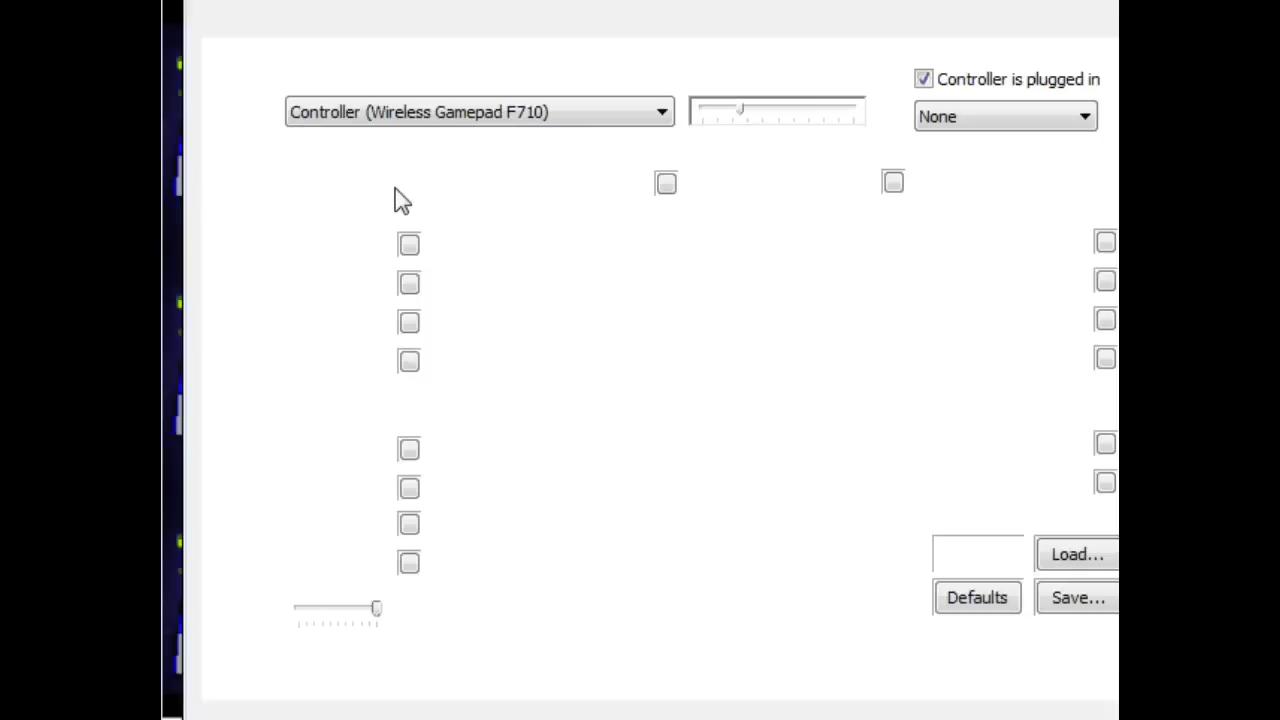 Controller is plugged in
Controller (Wireless Gamepad F710)
None
Load...
Defaults
Save...